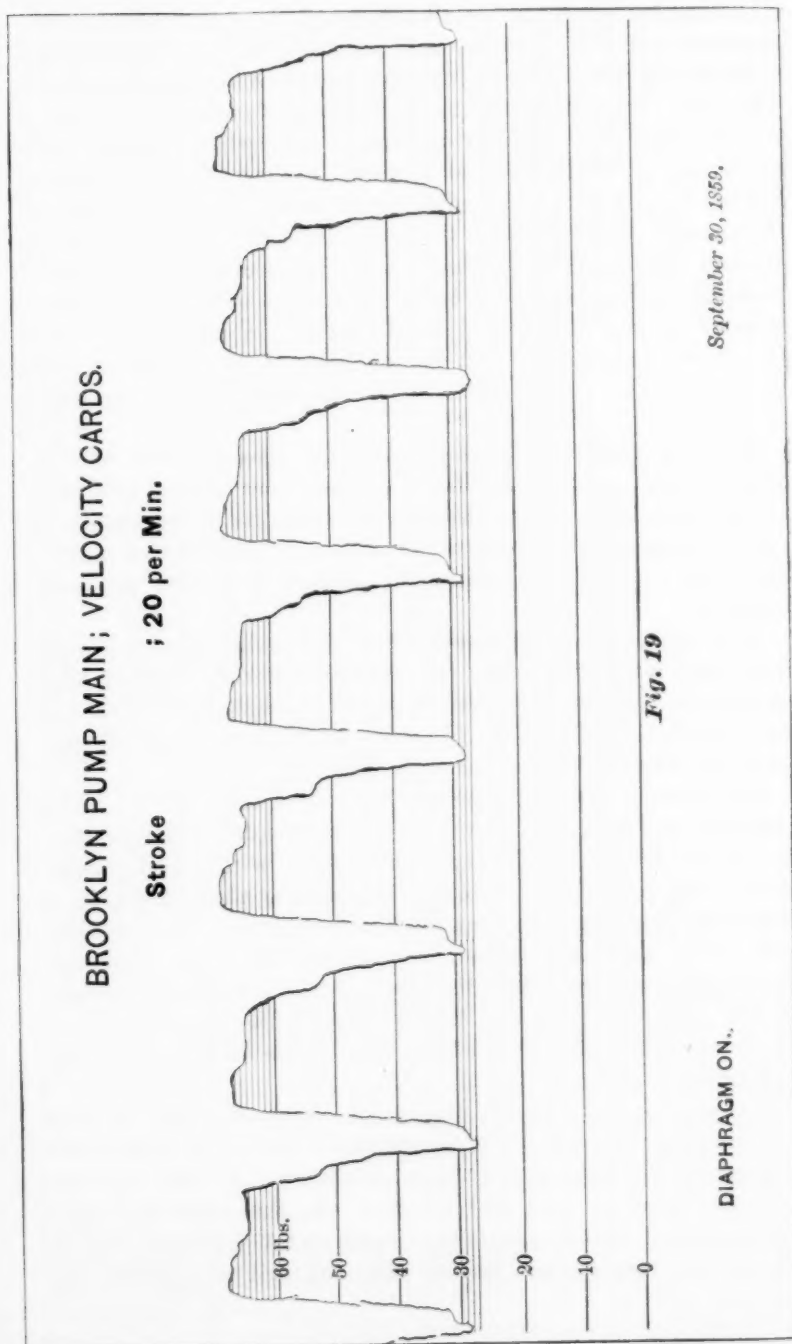 BROOKLYN PUMP MAIN; VELOCITY CARDS.
Stroke ; 20 per Min.
60 lbs.
50
40
30
20
10
0
DIAPHRAGM ON.
Fig. 19
September 30, 1859.